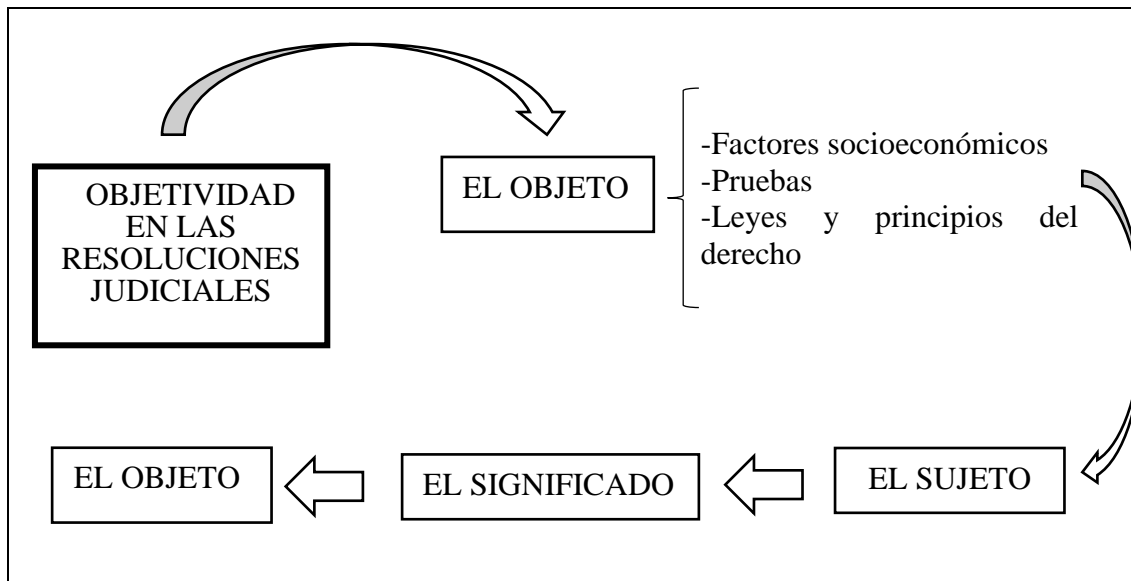 OBJETIVIDAD
EN LAS
RESOLUCIONES
JUDICIALES
EL OBJETO
-Factores socioeconómicos
-Pruebas
-Leyes y principios del
derecho
EL OBJETO
EL SIGNIFICADO
EL SUJETO